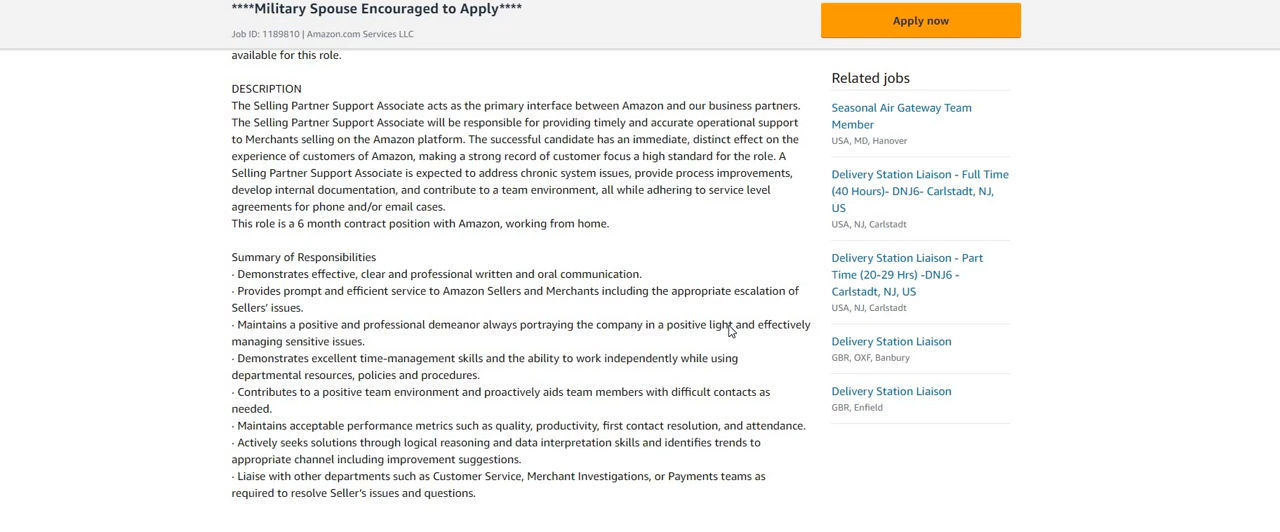 ****Military Spouse Encouraged to Apply****
Job ID: 1189810 | Amazon.com Services LLC
Apply now
available for this role.
DESCRIPTION
The Selling Partner Support Associate acts as the primary interface between Amazon and our business partners.
The Selling Partner Support Associate will be responsible for providing timely and accurate operational support
to Merchants selling on the Amazon platform. The successful candidate has an immediate, distinct effect on the
experience of customers of Amazon, making a strong record of customer focus a high standard for the role. A
Selling Partner Support Associate is expected to address chronic system issues, provide process improvements,
develop internal documentation, and contribute to a team environment, all while adhering to service level
agreements for phone and/or email cases.
This role is a 6 month contract position with Amazon, working from home.
Summary of Responsibilities
· Demonstrates effective, clear and professional written and oral communication.
· Provides prompt and efficient service to Amazon Sellers and Merchants including the appropriate escalation of
Sellers' issues.
· Maintains a positive and professional demeanor always portraying the company in a positive light and effectively
managing sensitive issues.
· Demonstrates excellent time-management skills and the ability to work independently while using
departmental resources, policies and procedures.
· Contributes to a positive team environment and proactively aids team members with difficult contacts as
needed.
· Maintains acceptable performance metrics such as quality, productivity, first contact resolution, and attendance.
· Actively seeks solutions through logical reasoning and data interpretation skills and identifies trends to
appropriate channel including improvement suggestions.
· Liaise with other departments such as Customer Service, Merchant Investigations, or Payments teams as
required to resolve Seller's issues and questions.
Related jobs
Seasonal Air Gateway Team
Member
USA, MD, Hanover
Delivery Station Liaison - Full Time
(40 Hours)- DNJ6- Carlstadt, NJ,
US
USA, NJ, Carlstadt
Delivery Station Liaison - Part
Time (20-29 Hrs) -DNJ6 -
Carlstadt, NJ, US
USA, NJ, Carlstadt
Delivery Station Liaison
GBR, OXF, Banbury
Delivery Station Liaison
GBR, Enfield